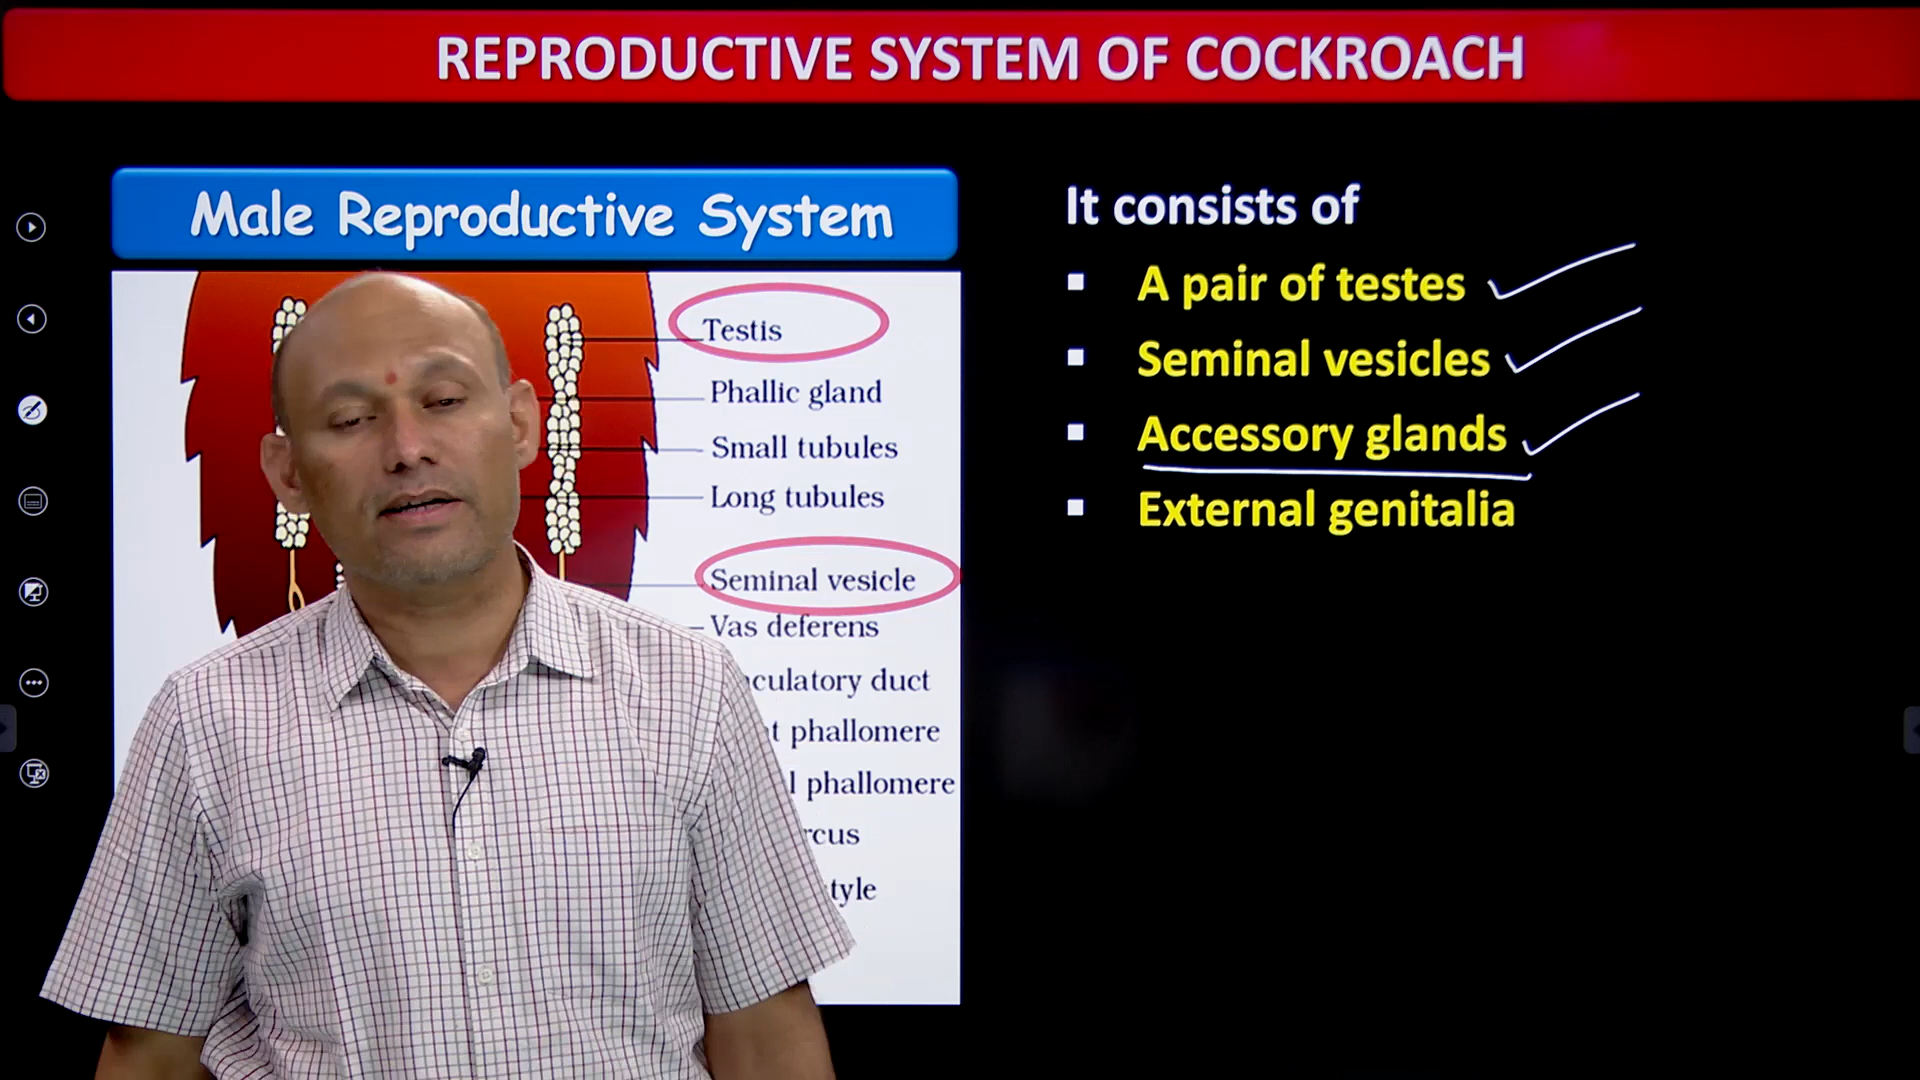 REPRODUCTIVE SYSTEM OF COCKROACH
Male Reproductive System
Testis
Phallic gland
Small tubules
Long tubules
Seminal vesicle
Vas deferens
duct
phallomere
phallomere
It consists of
A pair of testes
Seminal vesicles
Accessory glands
External genitalia